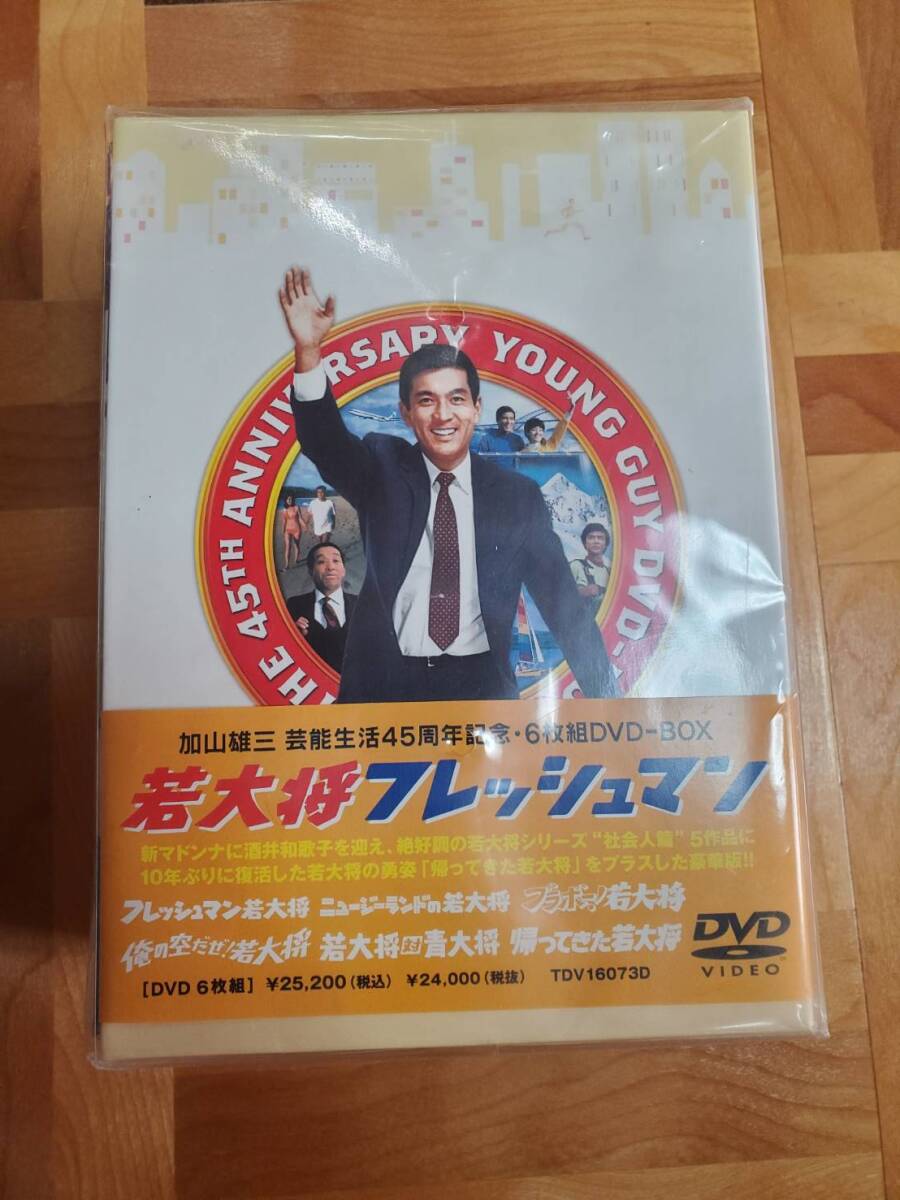 THE 45TH ANNIVERSARY YOUNG GUY DVD-
加山雄三 芸能生活45周年記念・6枚組DVD-BOX
若大将フレッシュマン
新マドンナに酒井和歌子を迎え、絶好調の若大将シリーズ“社会人篇”5作品に
10年ぶりに復活した若大将の勇姿「帰ってきた若大将」をプラスした豪華版!!
フレッシュマン若大将 ニュージーランドの若大将 ブラボー!若大将
俺の空だぜ!若大将 若大将対青大将 帰ってきた若大将
DVD
VIDEO
[DVD 6枚組] ¥25,200(税込) ¥24,000(税抜) TDV16073D